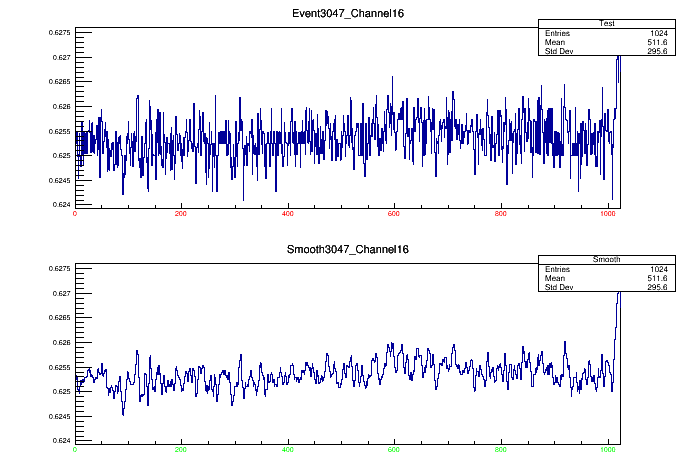 Event3047_Channel16
Test
Entries 1024
Mean 511.6
Std Dev 295.6
0.6275
0.627
0.6265
0.626
0.6255
0.625
0.6245
0.624
0 200 400 600 800 1000
Smooth3047_Channel16
Smooth
Entries 1024
Mean 511.6
Std Dev 295.6
0.6275
0.627
0.6265
0.626
0.6255
0.625
0.6245
0.624
0 200 400 600 800 1000